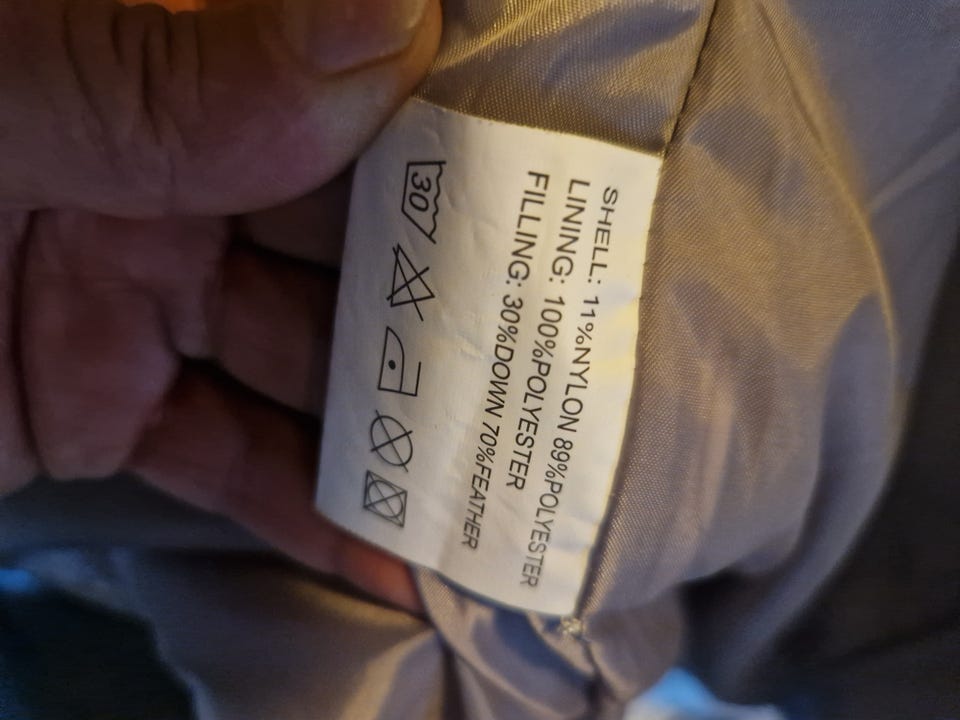 SHELL: 11%NYLON 89%POLYESTER
LINING: 100%POLYESTER
FILLING: 30%DOWN 70%FEATHER
30